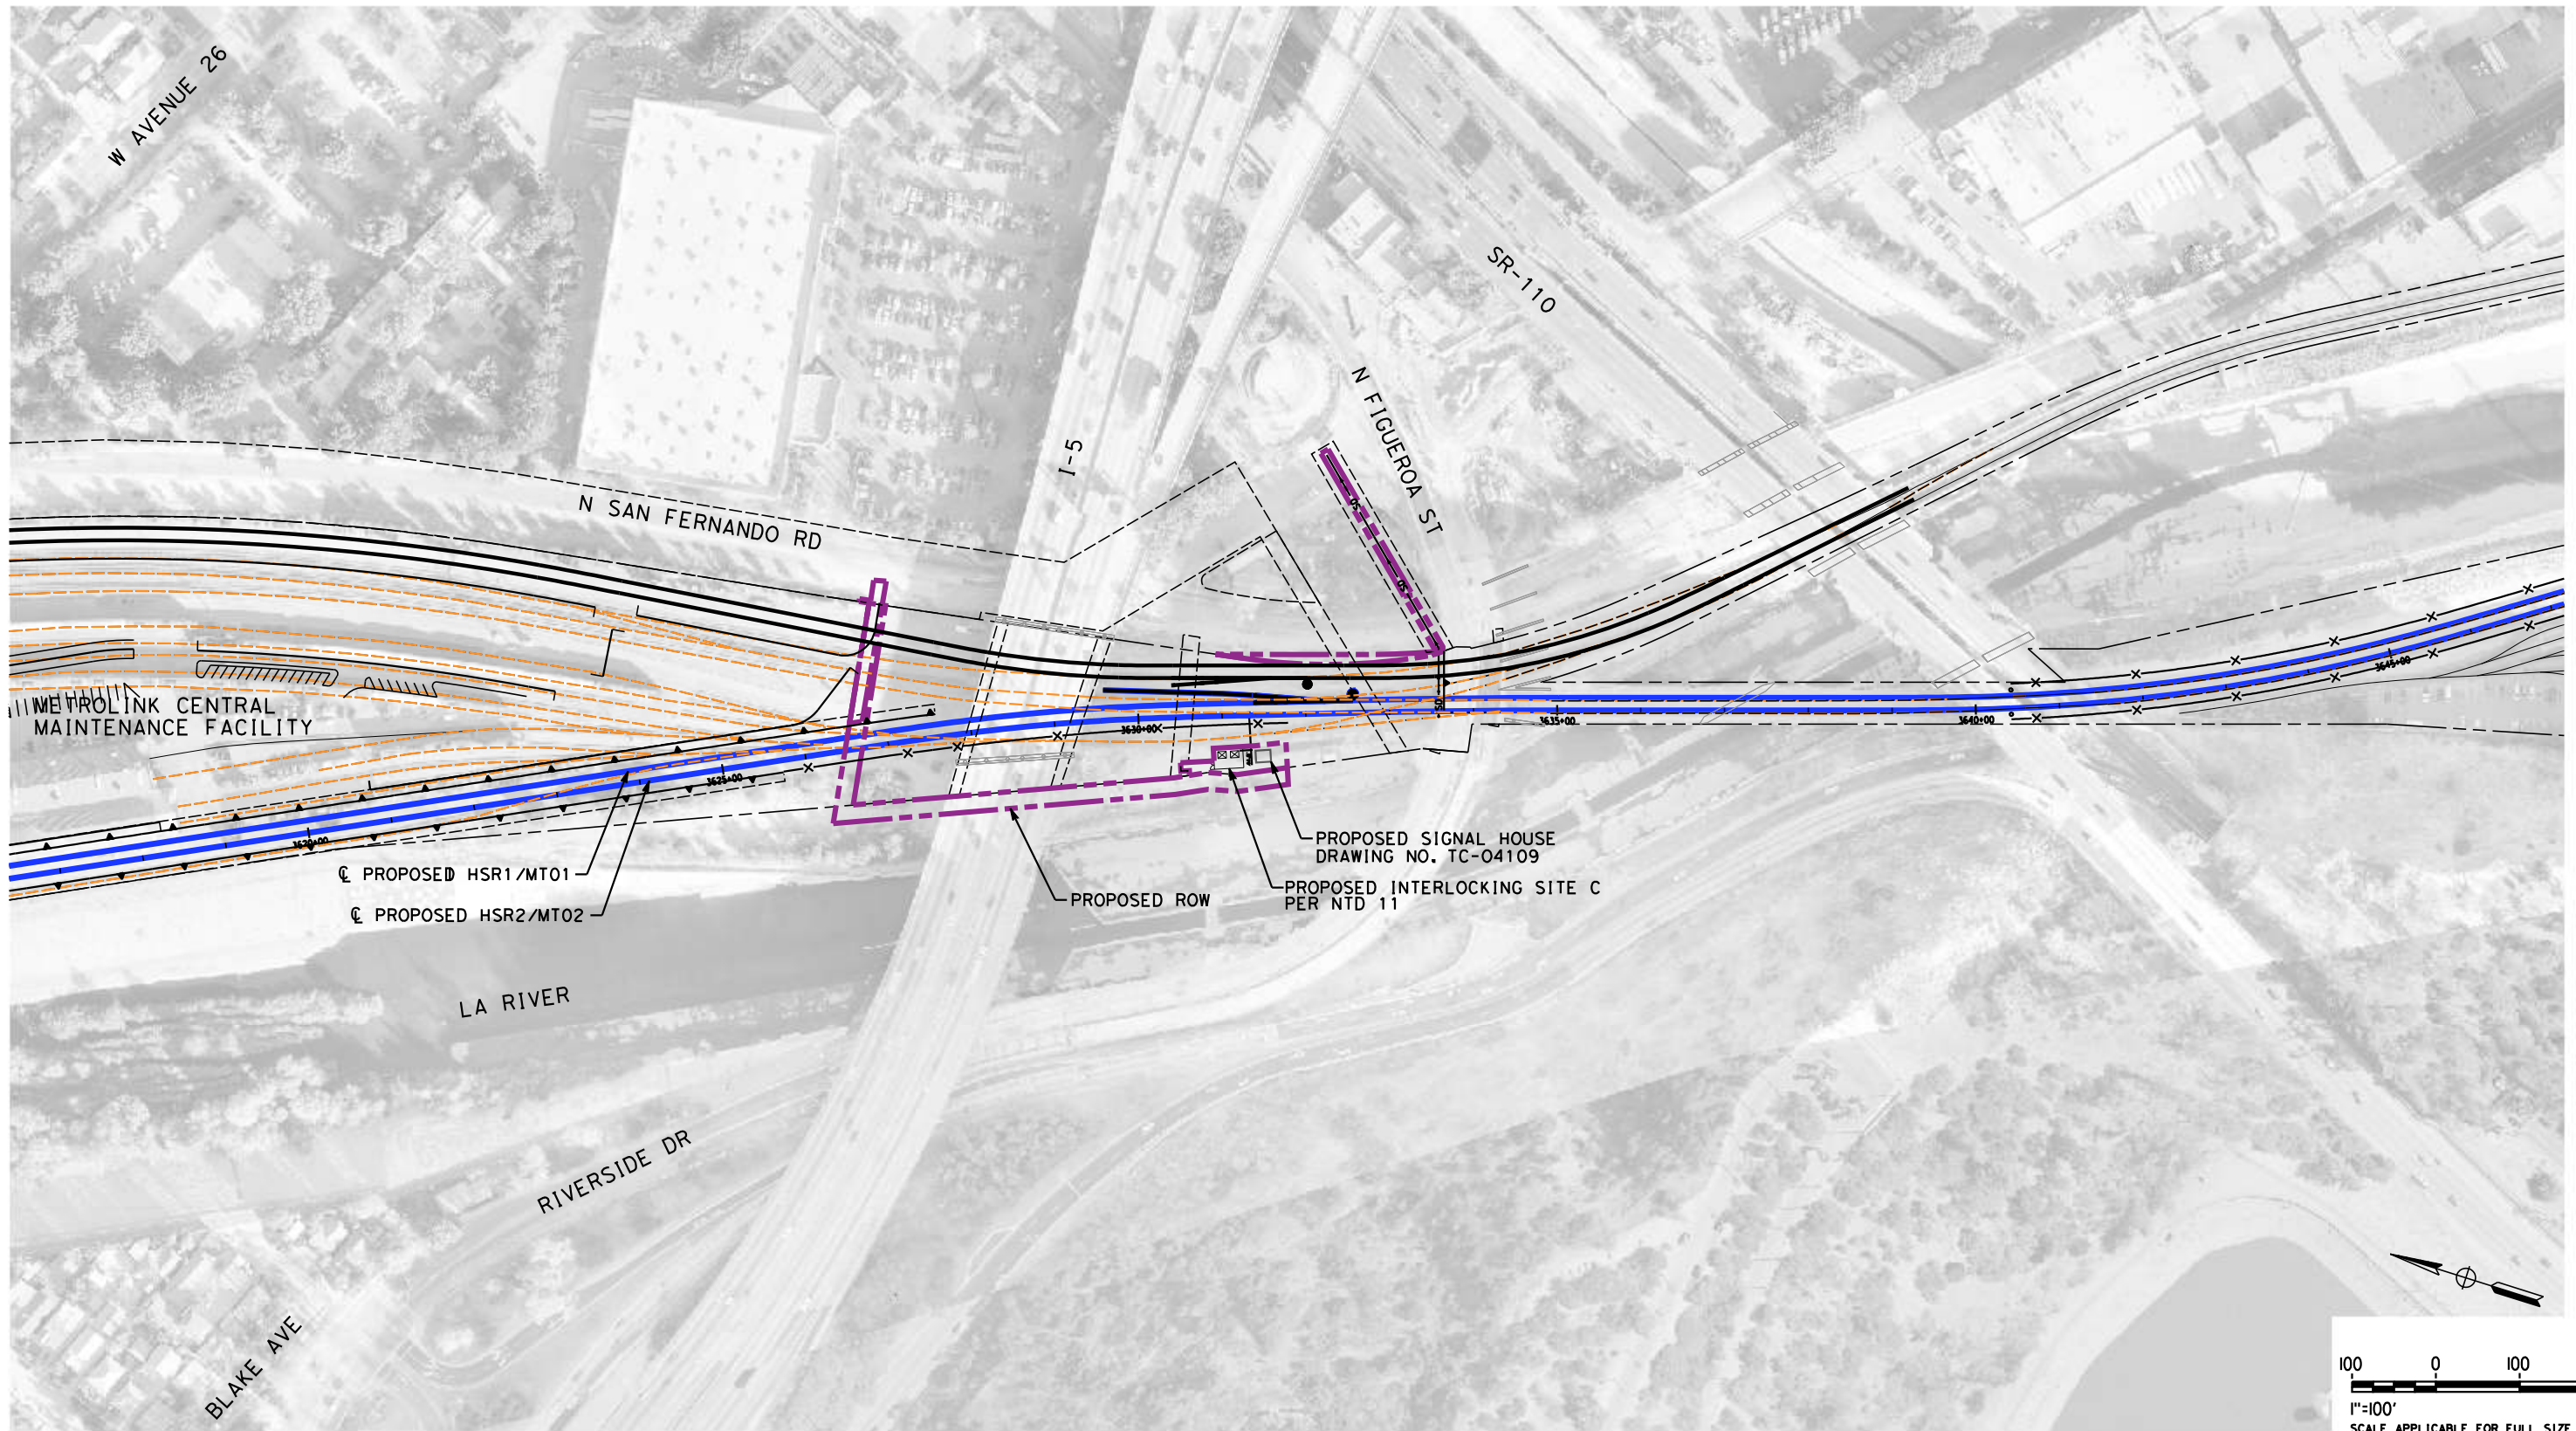 W AVENUE 26
SR-110
N FIGUEROA ST
I-5
N SAN FERNANDO RD
50
50
50
METROLINK CENTRAL
MAINTENANCE FACILITY
3620+00
3625+00
3630+00
3635+00
3640+00
3645+00
℄ PROPOSED HSR1/MT01
℄ PROPOSED HSR2/MT02
PROPOSED ROW
PROPOSED SIGNAL HOUSE
DRAWING NO. TC-04109
PROPOSED INTERLOCKING SITE C
PER NTD 11
LA RIVER
RIVERSIDE DR
BLAKE AVE
100 0 100
1"=100'
SCALE APPLICABLE FOR FULL SIZE